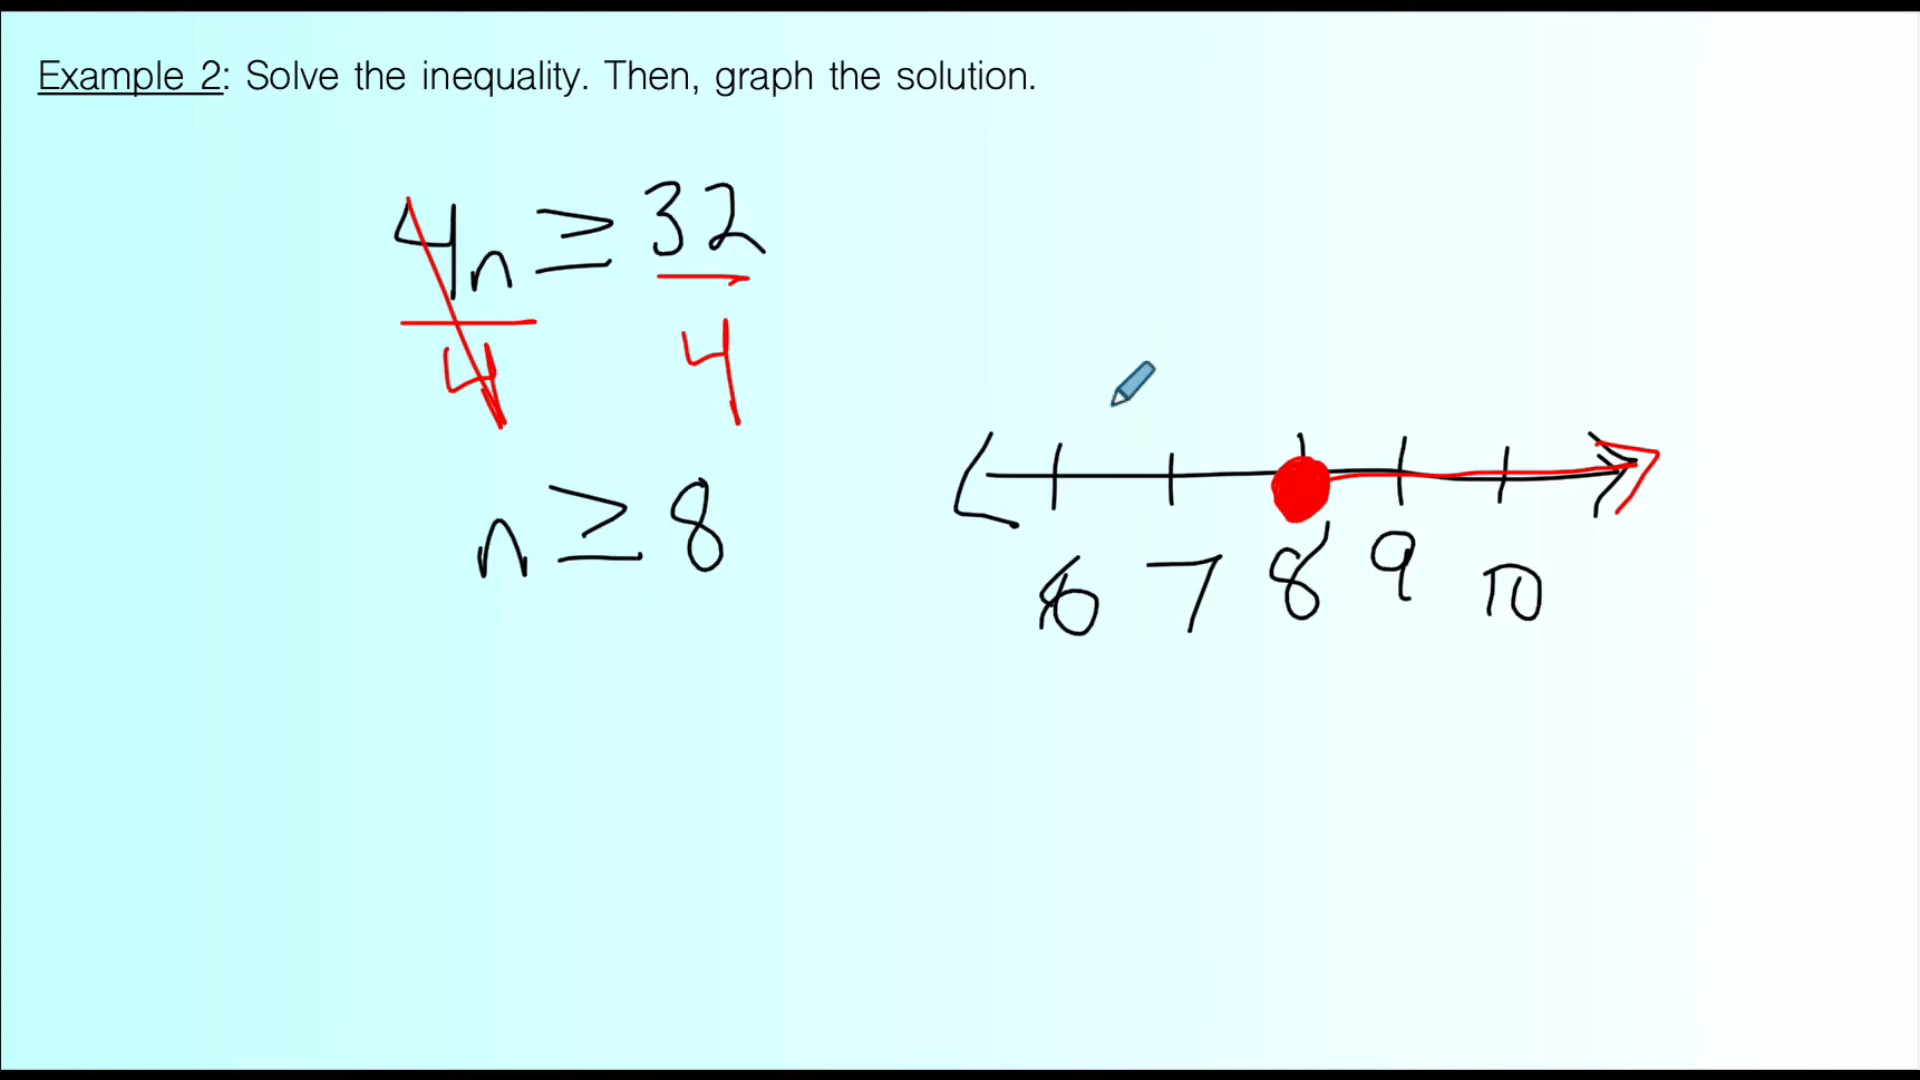 Example 2: Solve the inequality. Then, graph the solution.
4n ≥ 32
4 4
n ≥ 8
6 7 8 9 10